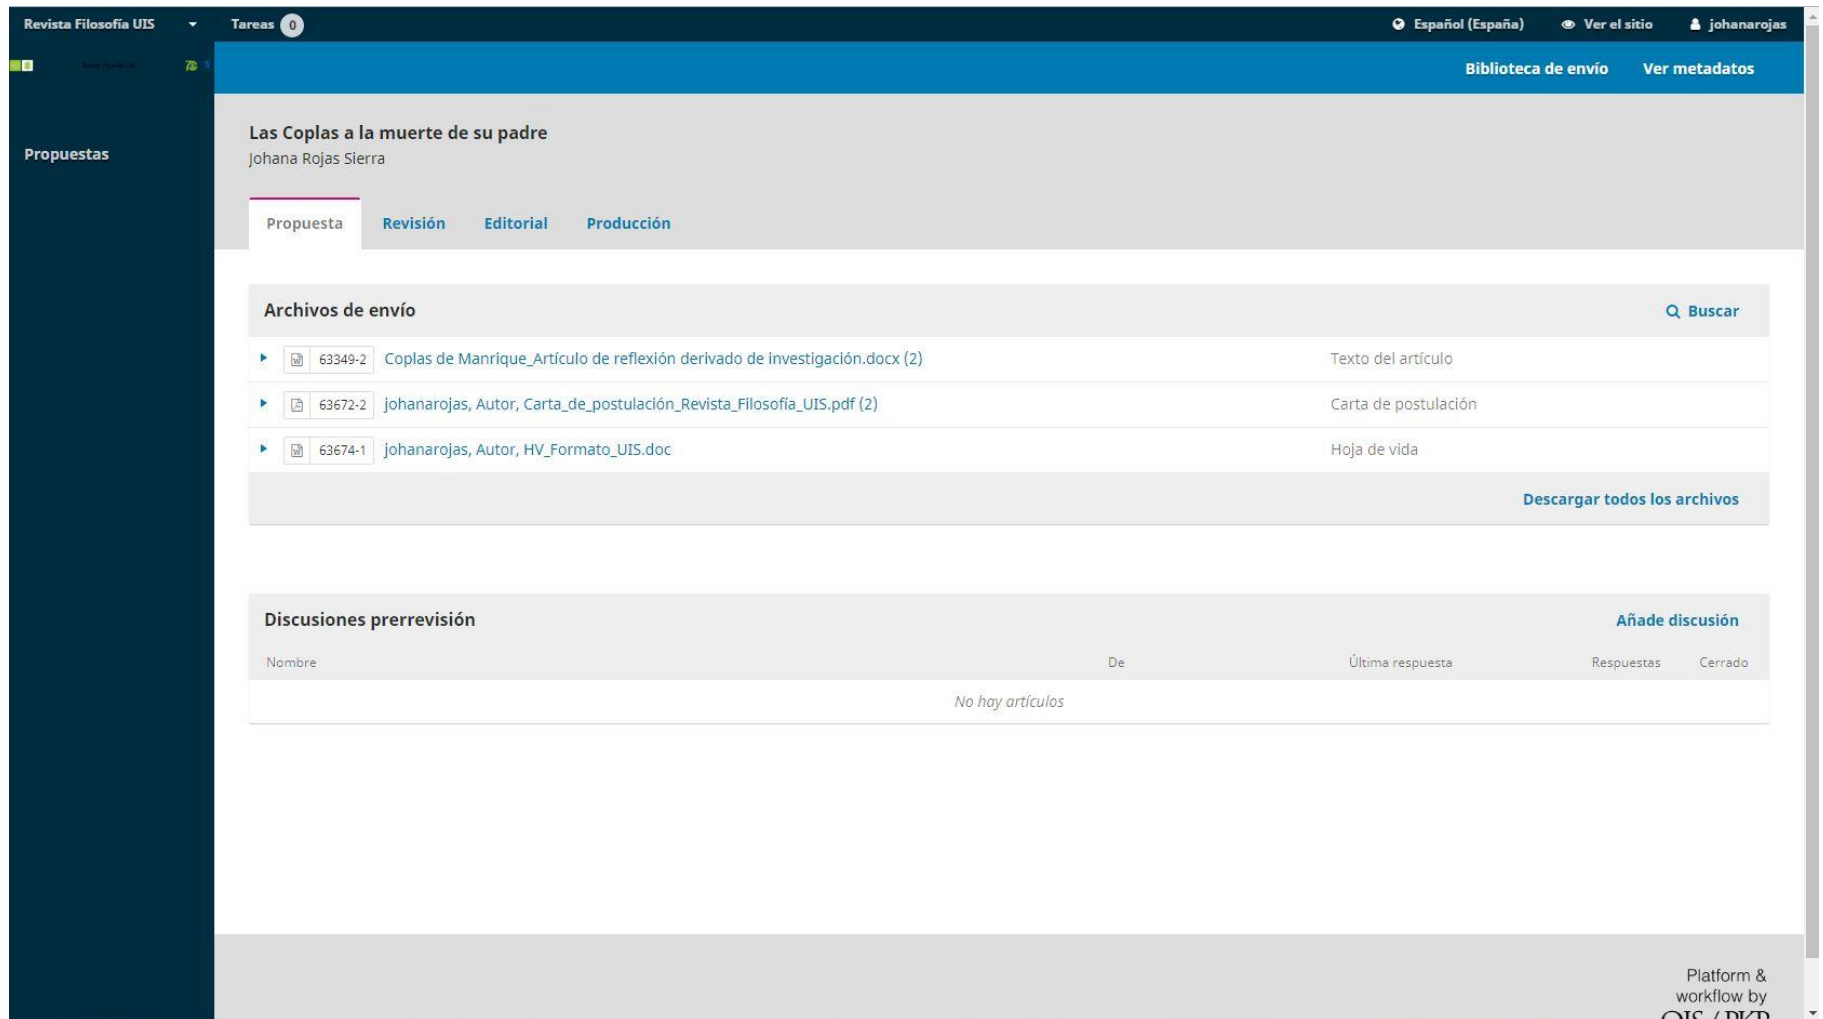 Revista Filosofía UIS
Tareas 0
Español (España)
Ver el sitio
johanarojas
Biblioteca de envío
Ver metadatos
Propuestas
Las Coplas a la muerte de su padre
Johana Rojas Sierra
Propuesta
Revisión
Editorial
Producción
Archivos de envío
Buscar
63349-2 Coplas de Manrique_Artículo de reflexión derivado de investigación.docx (2) Texto del artículo
63672-2 johanarojas, Autor, Carta_de_postulación_Revista_Filosofía_UIS.pdf (2) Carta de postulación
63674-1 johanarojas, Autor, HV_Formato_UIS.doc Hoja de vida
Descargar todos los archivos
Discusiones prerrevisión
Añade discusión
Nombre De Última respuesta Respuestas Cerrado
No hay artículos
Platform &
workflow by
OJS / PKP